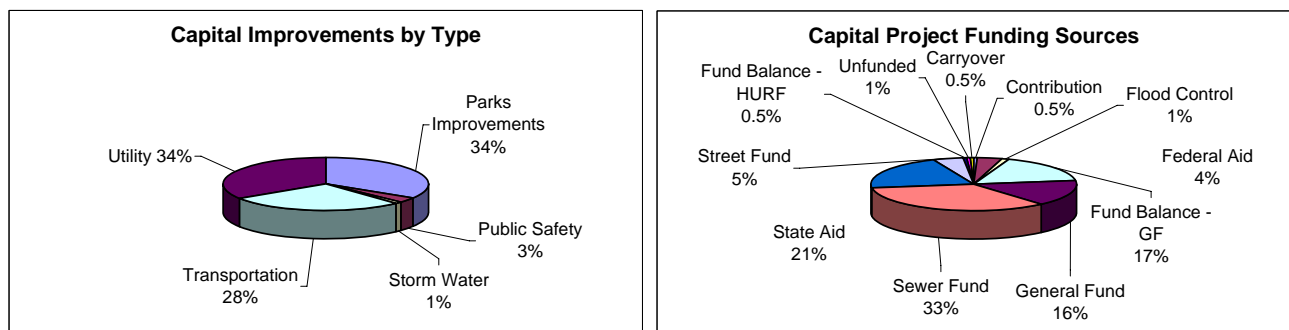 Capital Improvements by Type
Parks
Improvements
34%
Utility 34%
Public Safety
3%
Storm Water
1%
Transportation
28%
Capital Project Funding Sources
Carryover
0.5%
Unfunded
1%
Fund Balance -
HURF
0.5%
Contribution
0.5%
Flood Control
1%
Street Fund
5%
Federal Aid
4%
Fund Balance -
GF
17%
State Aid
21%
Sewer Fund
33%
General Fund
16%